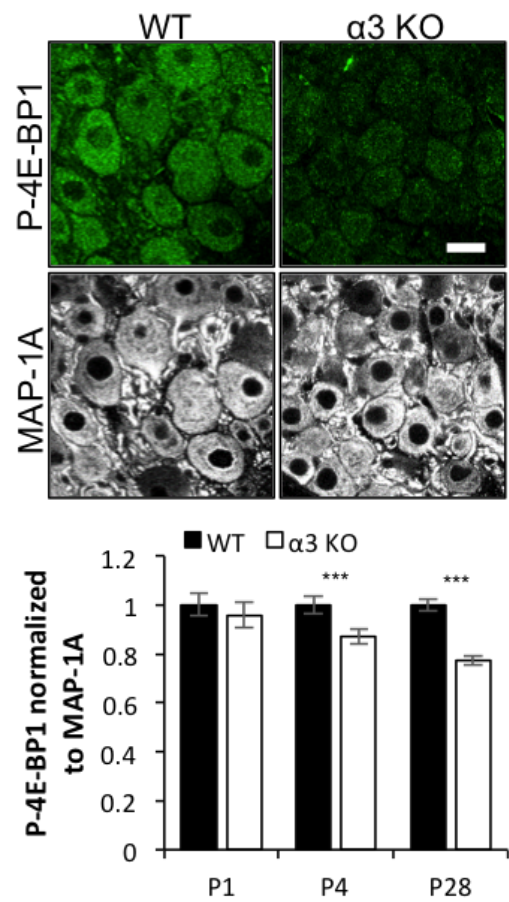 WT α3 KO
P-4E-BP1
MAP-1A
WT α3 KO
P-4E-BP1 normalized
to MAP-1A
1.2
1
0.8
0.6
0.4
0.2
0
*** ***
P1 P4 P28